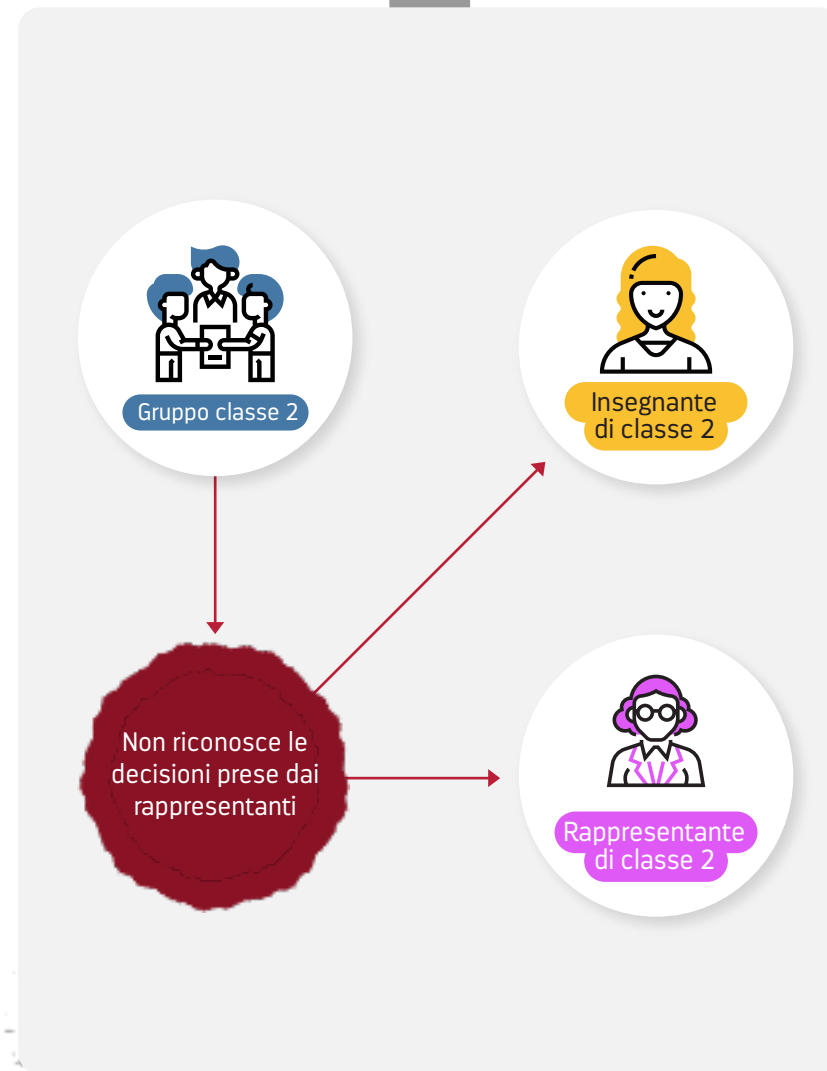 Gruppo classe 2
Insegnante
di classe 2
Non riconosce le
decisioni prese dai
rappresentanti
Rappresentante
di classe 2